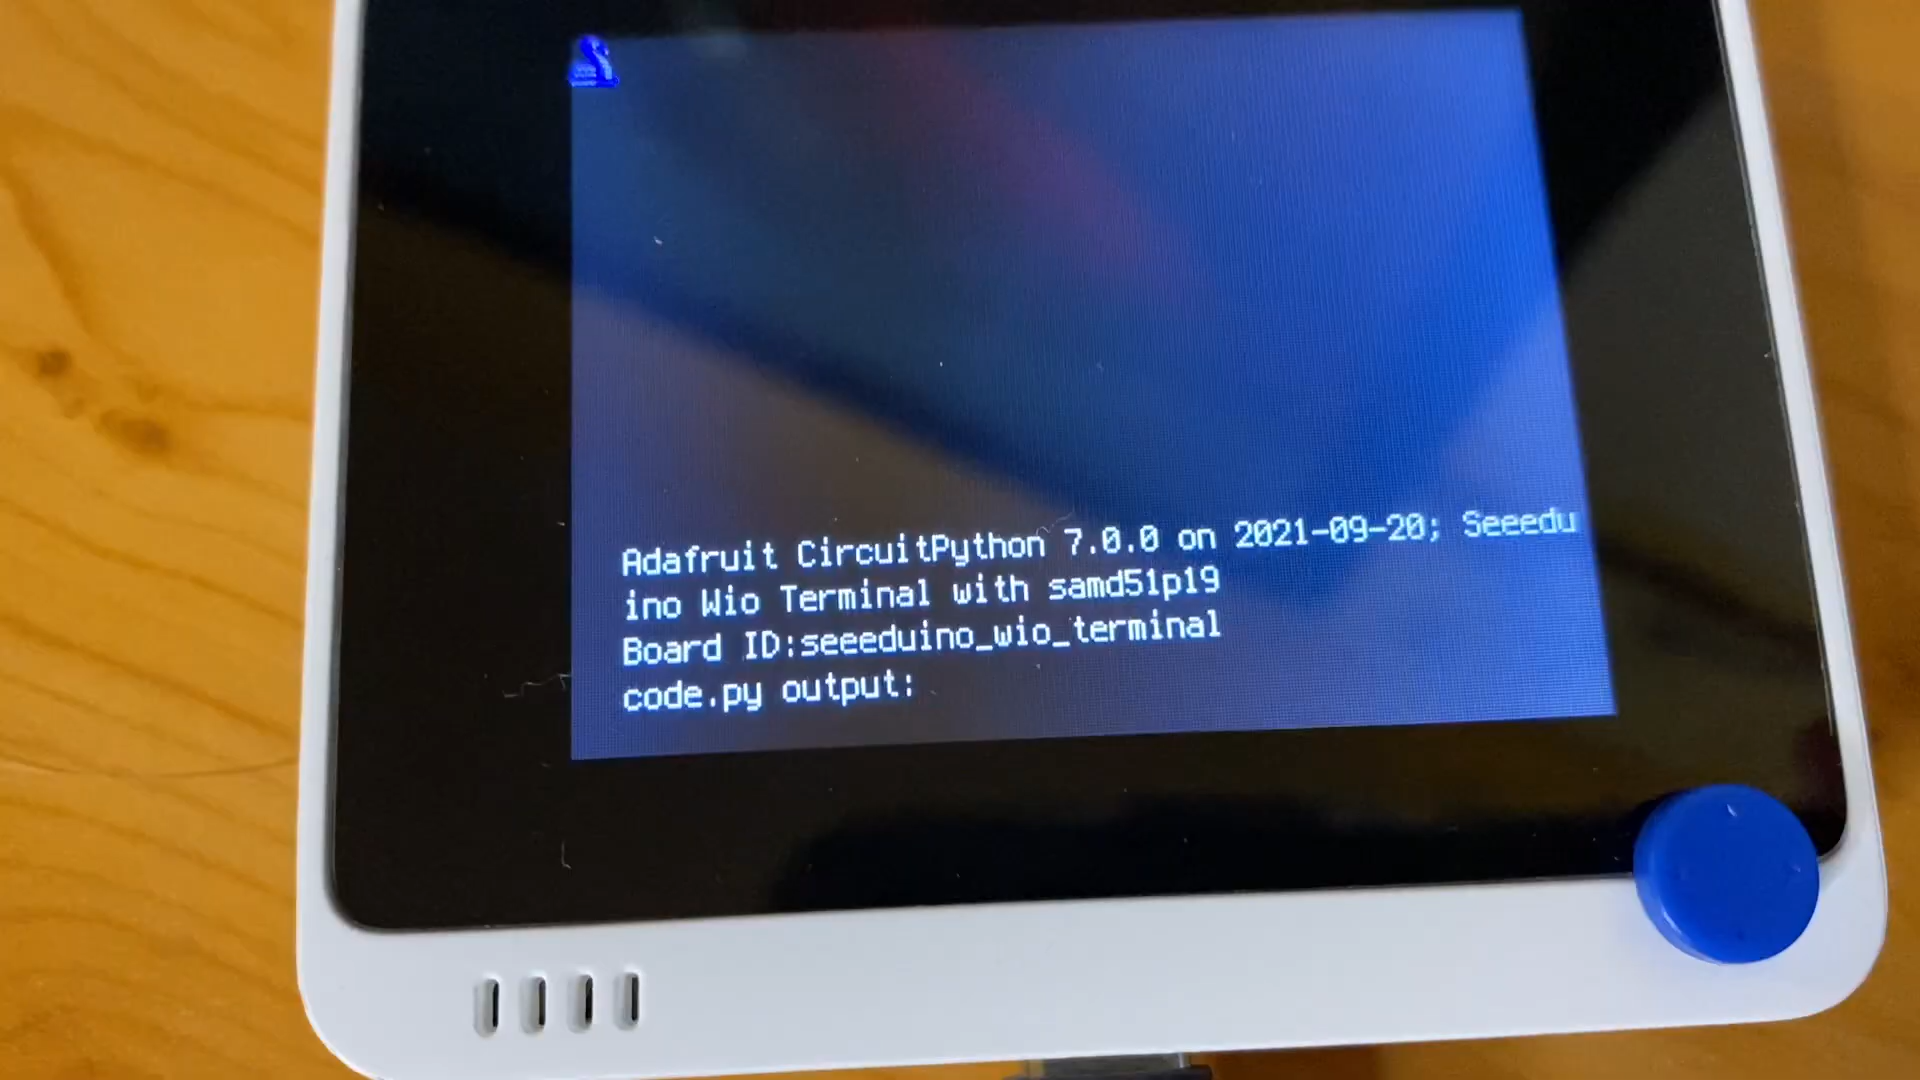 Adafruit CircuitPython 7.0.0 on 2021-09-20; Seeedu
ino Wio Terminal with samd51p19
Board ID:seeeduino_wio_terminal
code.py output: